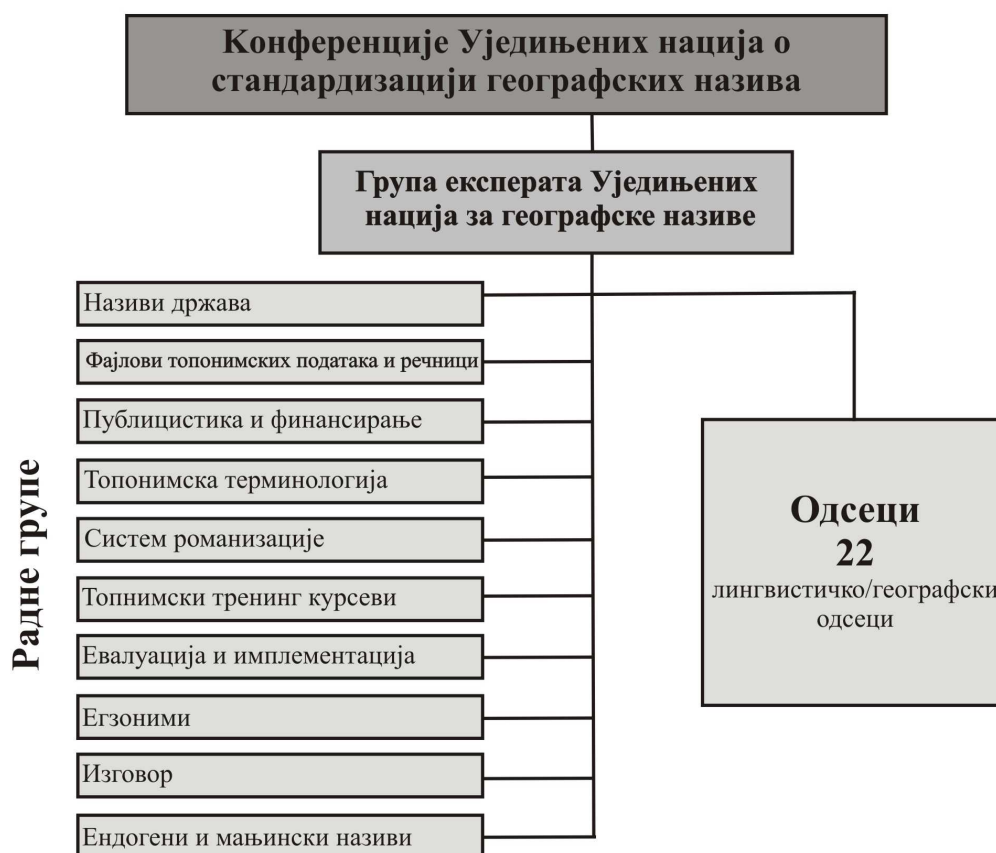 Конференције Уједињених нација о
стандардизацији географских назива
Група експерата Уједињених
нација за географске називе
Радне групе
Називи држава
Фајлови топонимских података и речници
Публицистика и финансирање
Топонимска терминологија
Систем романизације
Топнимски тренинг курсеви
Евалуација и имплементација
Егзоними
Изговор
Ендогени и мањински називи
Одсеци
22
лингвистичко/географски
одсеци